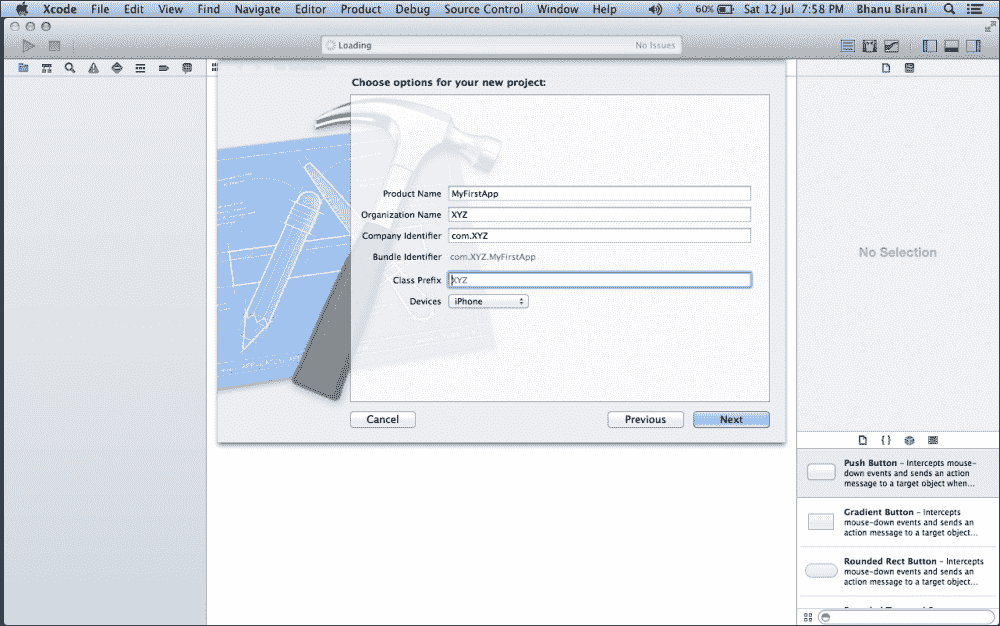 Xcode File Edit View Find Navigate Editor Product Debug Source Control Window Help 60% Sat 12 Jul 7:58 PM Bhanu Birani
Loading No Issues
Choose options for your new project:
Product Name MyFirstApp
Organization Name XYZ
Company Identifier com.XYZ
Bundle Identifier com.XYZ.MyFirstApp
Class Prefix XYZ
Devices iPhone
Cancel Previous Next
No Selection
{ }
Push Button - Intercepts mouse-
down events and sends an action
message to a target object when...
Gradient Button - Intercepts
mouse-down events and sends an
action message to a target object...
Rounded Rect Button - Intercepts
mouse-down events and sends an
action message to a target object...